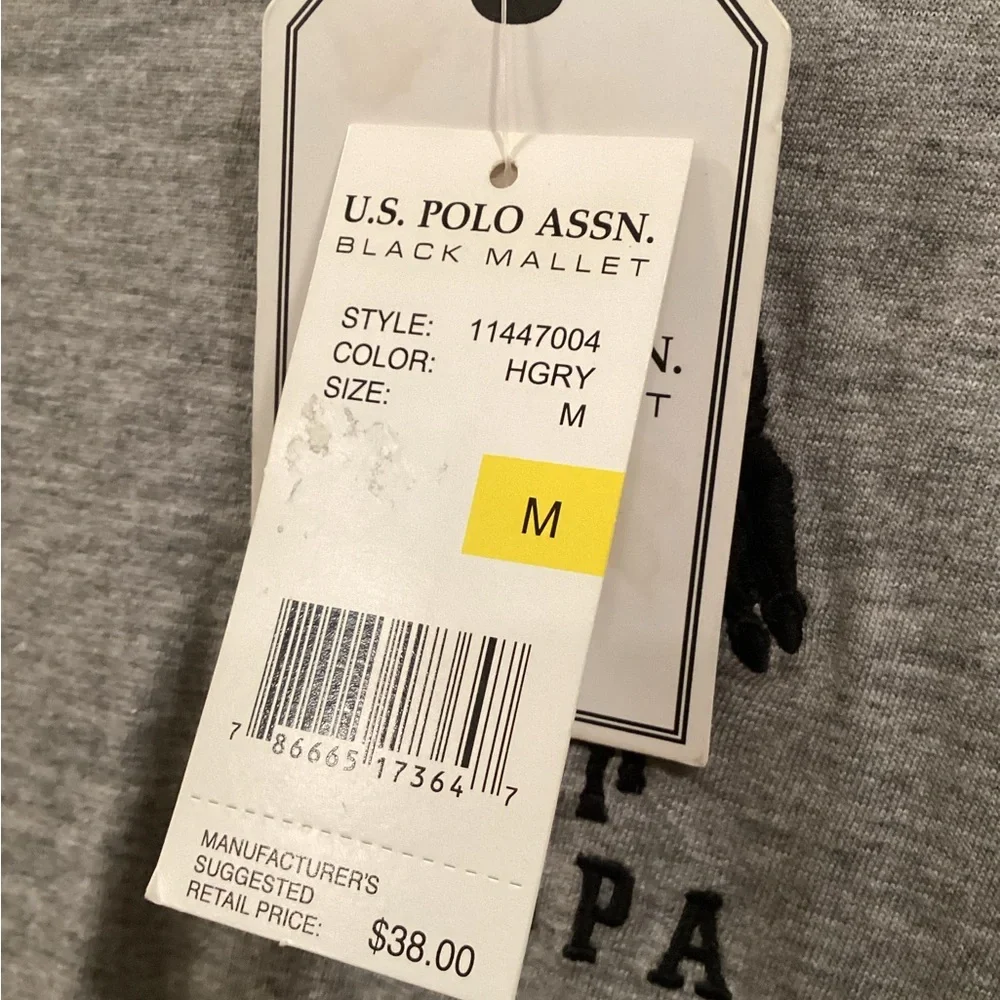 U.S. POLO ASSN.
BLACK MALLET
STYLE: 11447004
COLOR: HGRY
SIZE: M
M
7 86665 17364 7
MANUFACTURER'S
SUGGESTED
RETAIL PRICE: $38.00
N.
T
PA